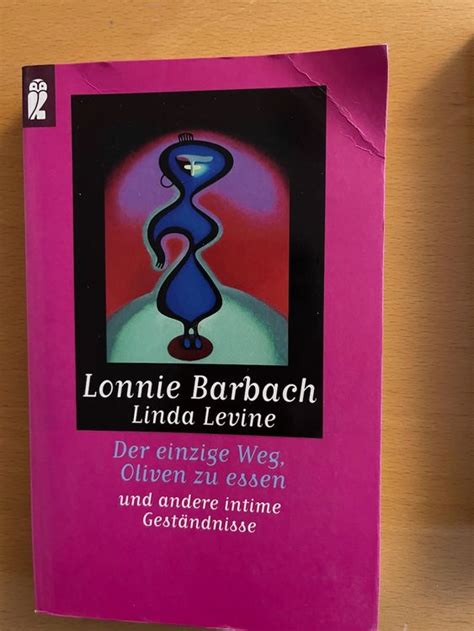 Lonnie Barbach
Linda Levine
Der einzige Weg,
Oliven zu essen
und andere intime
Geständnisse